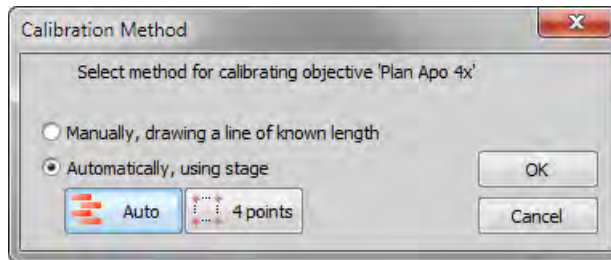 Calibration Method
Select method for calibrating objective 'Plan Apo 4x'
Manually, drawing a line of known length
Automatically, using stage
OK
Auto
4 points
Cancel